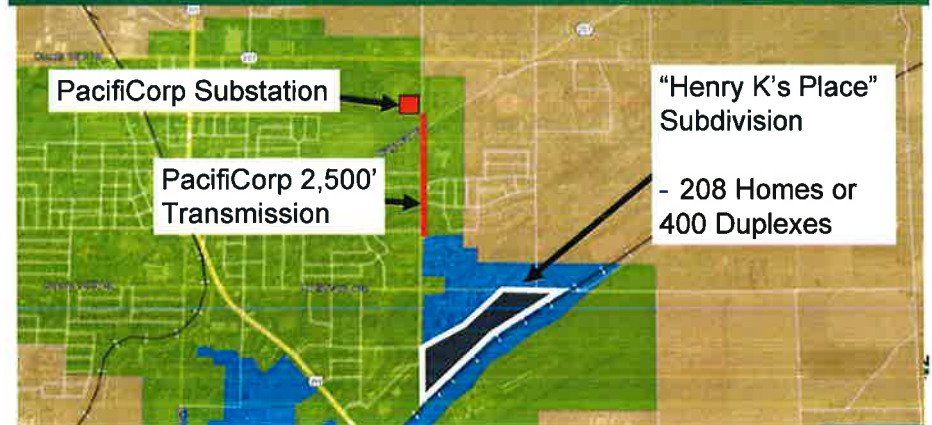 PacifiCorp Substation
PacifiCorp 2,500'
Transmission
"Henry K's Place"
Subdivision
- 208 Homes or
400 Duplexes